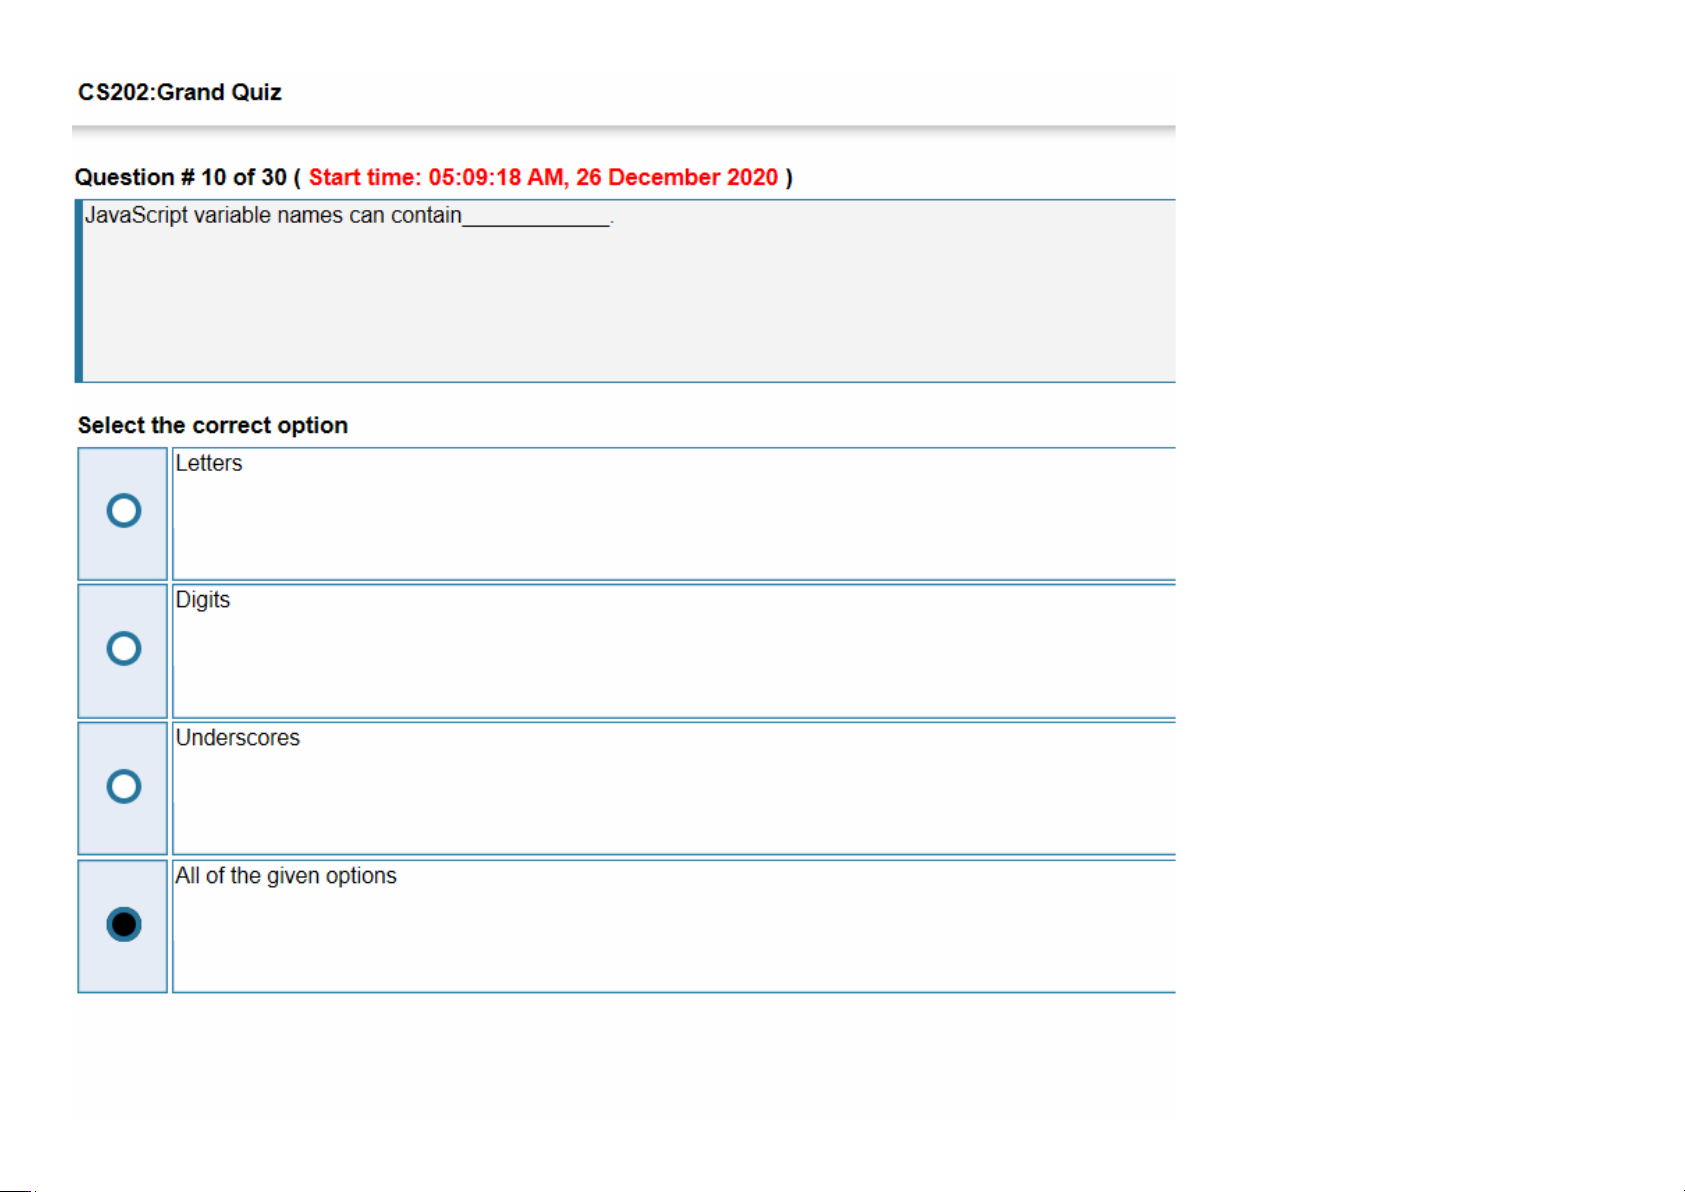 CS202:Grand Quiz
Question # 10 of 30 ( Start time: 05:09:18 AM, 26 December 2020 )
JavaScript variable names can contain____________.
Select the correct option
Letters
Digits
Underscores
All of the given options